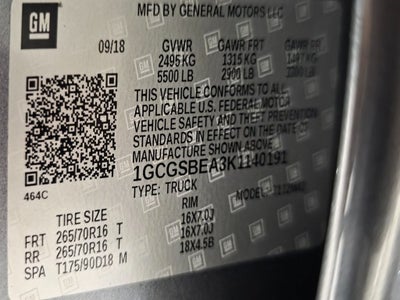 GM
MFD BY GENERAL MOTORS LLC
09/18 GVWR GAWR FRT GAWR RR
2495 KG 1315 KG
5500 LB 2900 LB
THIS VEHICLE CONFORMS TO ALL
APPLICABLE U.S. FEDERAL MOTOR
VEHICLE SAFETY AND THEFT PREVENTION
STANDARDS IN EFFECT ON THE DATE OF
MANUFACTURE SHOWN ABOVE.
1GCGSBEA3K1140191
464C
TYPE: TRUCK MODEL:
TIRE SIZE RIM
FRT 265/70R16 T 16X7.0J
RR 265/70R16 T 16X7.0J
SPA T175/90D18 M 18X4.5B